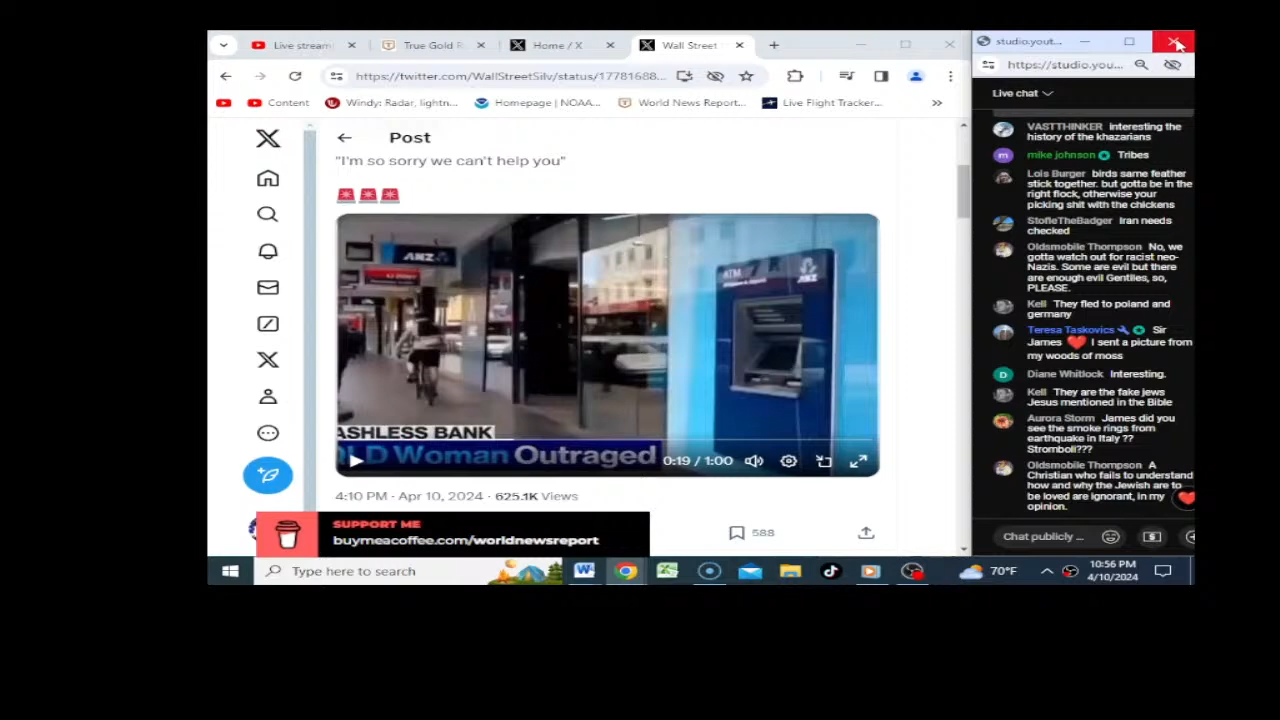 Live stream
True Gold R
Home / X
Wall Street
studio.yout...
https://twitter.com/WallStreetSilv/status/17781688...
https://studio.you...
Content
Windy: Radar, lightn...
Homepage | NOAA...
World News Report...
Live Flight Tracker...
»
Post
"I'm so sorry we can't help you"
ANZ
ATM
ANZ
ASHLESS BANK
LD Woman Outraged
0:19 / 1:00
4:10 PM · Apr 10, 2024 · 625.1K Views
588
SUPPORT ME
buymeacoffee.com/worldnewsreport
Live chat
VASTTHINKER interesting the
history of the khazarians
m
mike johnson Tribes
Lois Burger birds same feather
stick together. but gotta be in the
right flock, otherwise your
picking shit with the chickens
StofleTheBadger Iran needs
checked
Oldsmobile Thompson No, we
gotta watch out for racist neo-
Nazis. Some are evil but there
are enough evil Gentiles, so,
PLEASE.
Kell They fled to poland and
germany
Teresa Taskovics Sir
James ❤️ I sent a picture from
my woods of moss
D
Diane Whitlock Interesting.
Kell They are the fake jews
Jesus mentioned in the Bible
Aurora Storm James did you
see the smoke rings from
earthquake in Italy ??
Stromboli???
Oldsmobile Thompson A
Christian who fails to understand
how and why the Jewish are to
be loved are ignorant, in my
opinion.
Chat publicly ...
Type here to search
70°F
10:56 PM
4/10/2024